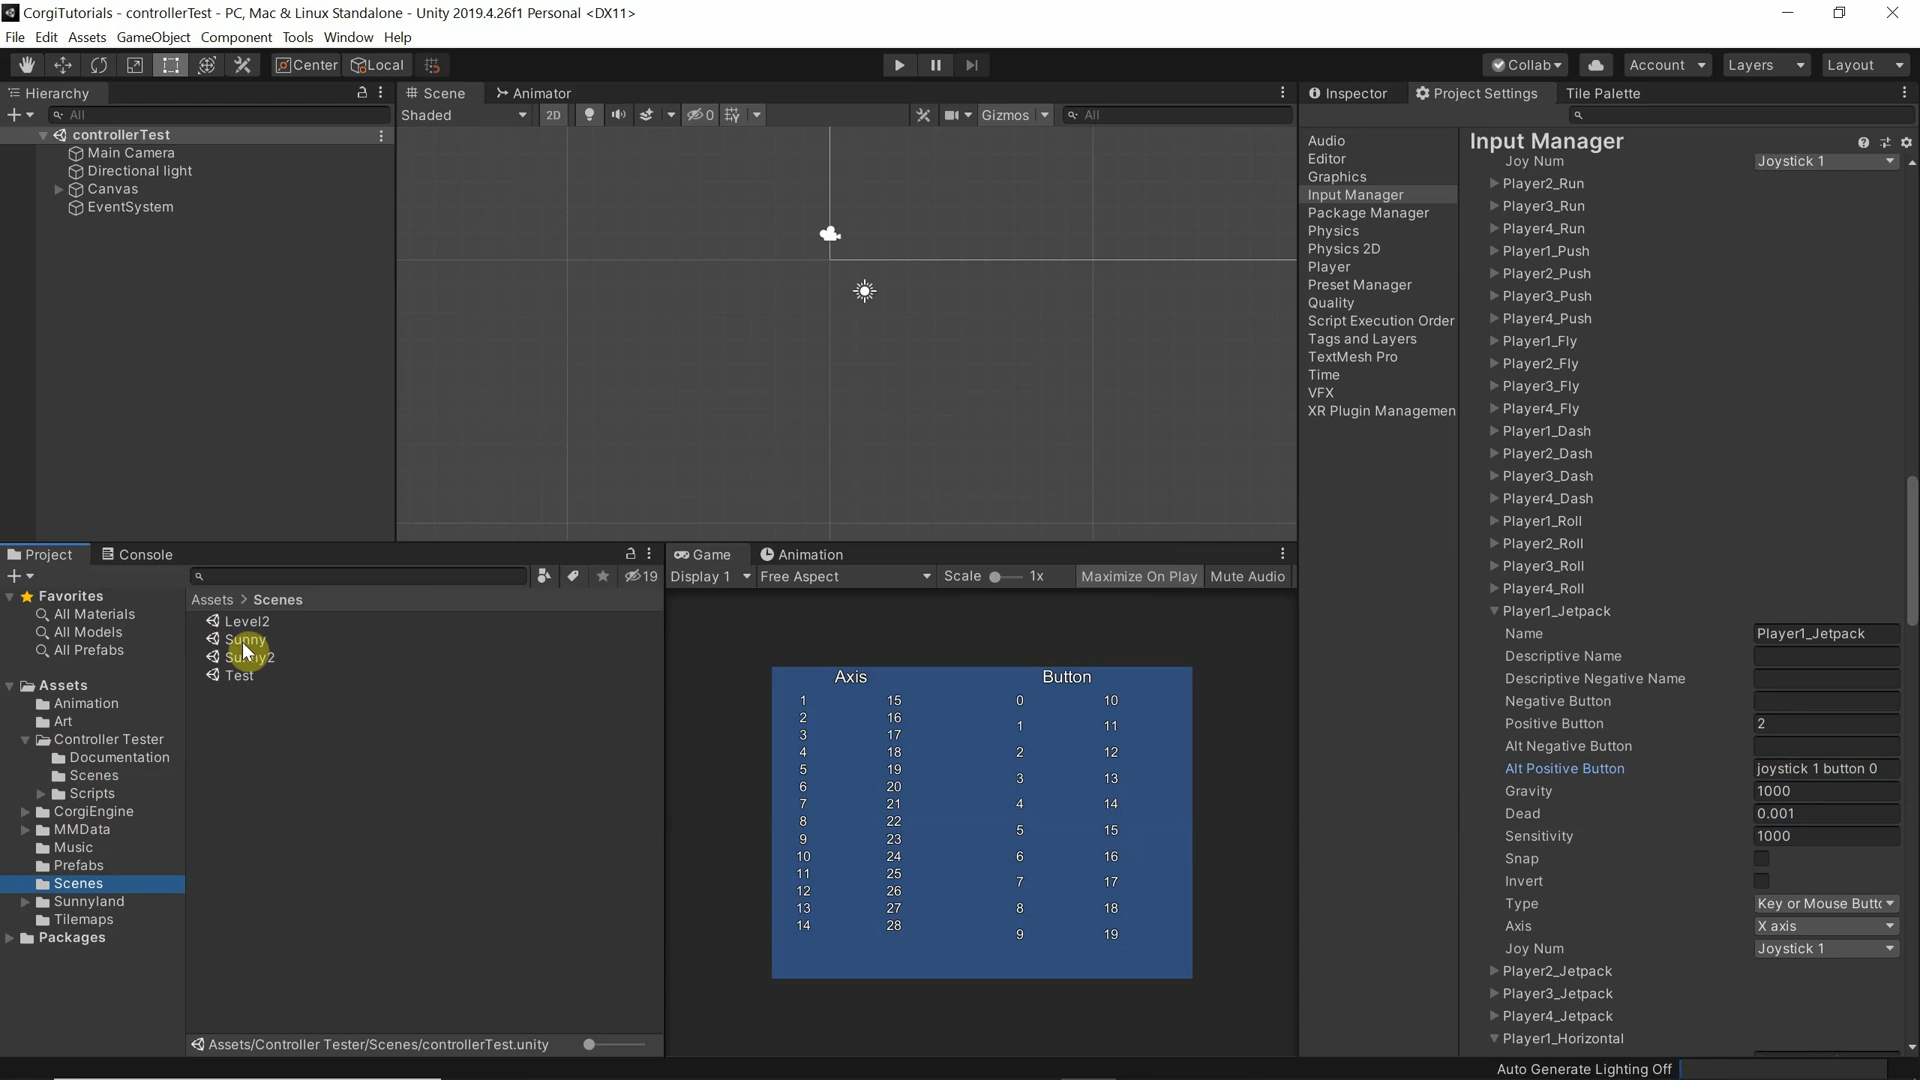 CorgiTutorials - controllerTest - PC, Mac & Linux Standalone - Unity 2019.4.26f1 Personal <DX11>
File Edit Assets GameObject Component Tools Window Help
Center Local Collab Account Layers Layout
Hierarchy
All
controllerTest
Main Camera
Directional light
Canvas
EventSystem
Scene Animator
Shaded 2D 0 Gizmos All
Inspector Project Settings Tile Palette
Audio
Editor
Graphics
Input Manager
Package Manager
Physics
Physics 2D
Player
Preset Manager
Quality
Script Execution Order
Tags and Layers
TextMesh Pro
Time
VFX
XR Plugin Managemen
Input Manager
Joy Num Joystick 1
Player2_Run
Player3_Run
Player4_Run
Player1_Push
Player2_Push
Player3_Push
Player4_Push
Player1_Fly
Player2_Fly
Player3_Fly
Player4_Fly
Player1_Dash
Player2_Dash
Player3_Dash
Player4_Dash
Player1_Roll
Player2_Roll
Player3_Roll
Player4_Roll
Player1_Jetpack
Name Player1_Jetpack
Descriptive Name
Descriptive Negative Name
Negative Button
Positive Button 2
Alt Negative Button
Alt Positive Button joystick 1 button 0
Gravity 1000
Dead 0.001
Sensitivity 1000
Snap
Invert
Type Key or Mouse Butt
Axis X axis
Joy Num Joystick 1
Player2_Jetpack
Player3_Jetpack
Player4_Jetpack
Player1_Horizontal
Project Console
19
Favorites
All Materials
All Models
All Prefabs
Assets
Animation
Art
Controller Tester
Documentation
Scenes
Scripts
CorgiEngine
MMData
Music
Prefabs
Scenes
Sunnyland
Tilemaps
Packages
Assets > Scenes
Level2
Sunny
Sunny2
Test
Assets/Controller Tester/Scenes/controllerTest.unity
Game Animation
Display 1 Free Aspect Scale 1x Maximize On Play Mute Audio
Axis Button
1 15 0 10
2 16 1 11
3 17 2 12
4 18 3 13
5 19 4 14
6 20 5 15
7 21 6 16
8 22 7 17
9 23 8 18
10 24 9 19
11 25
12 26
13 27
14 28
Auto Generate Lighting Off